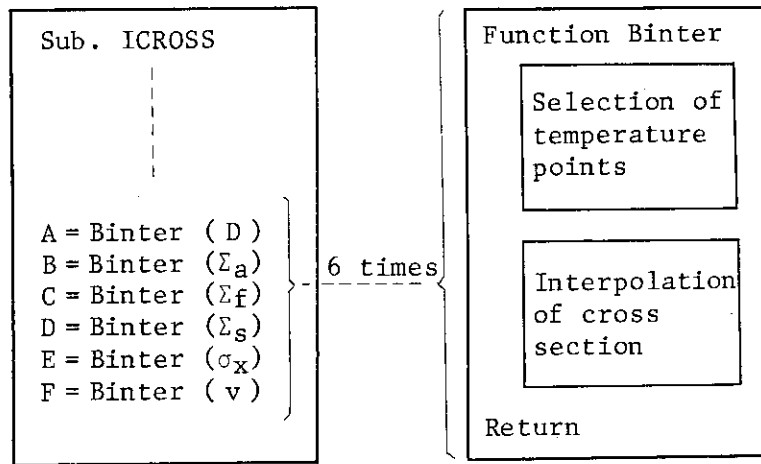 Sub. ICROSS
A = Binter ( D )
B = Binter (Σa)
C = Binter (Σf)
D = Binter (Σs)
E = Binter (σx)
F = Binter ( v )
6 times
Function Binter
Selection of
temperature
points
Interpolation
of cross
section
Return